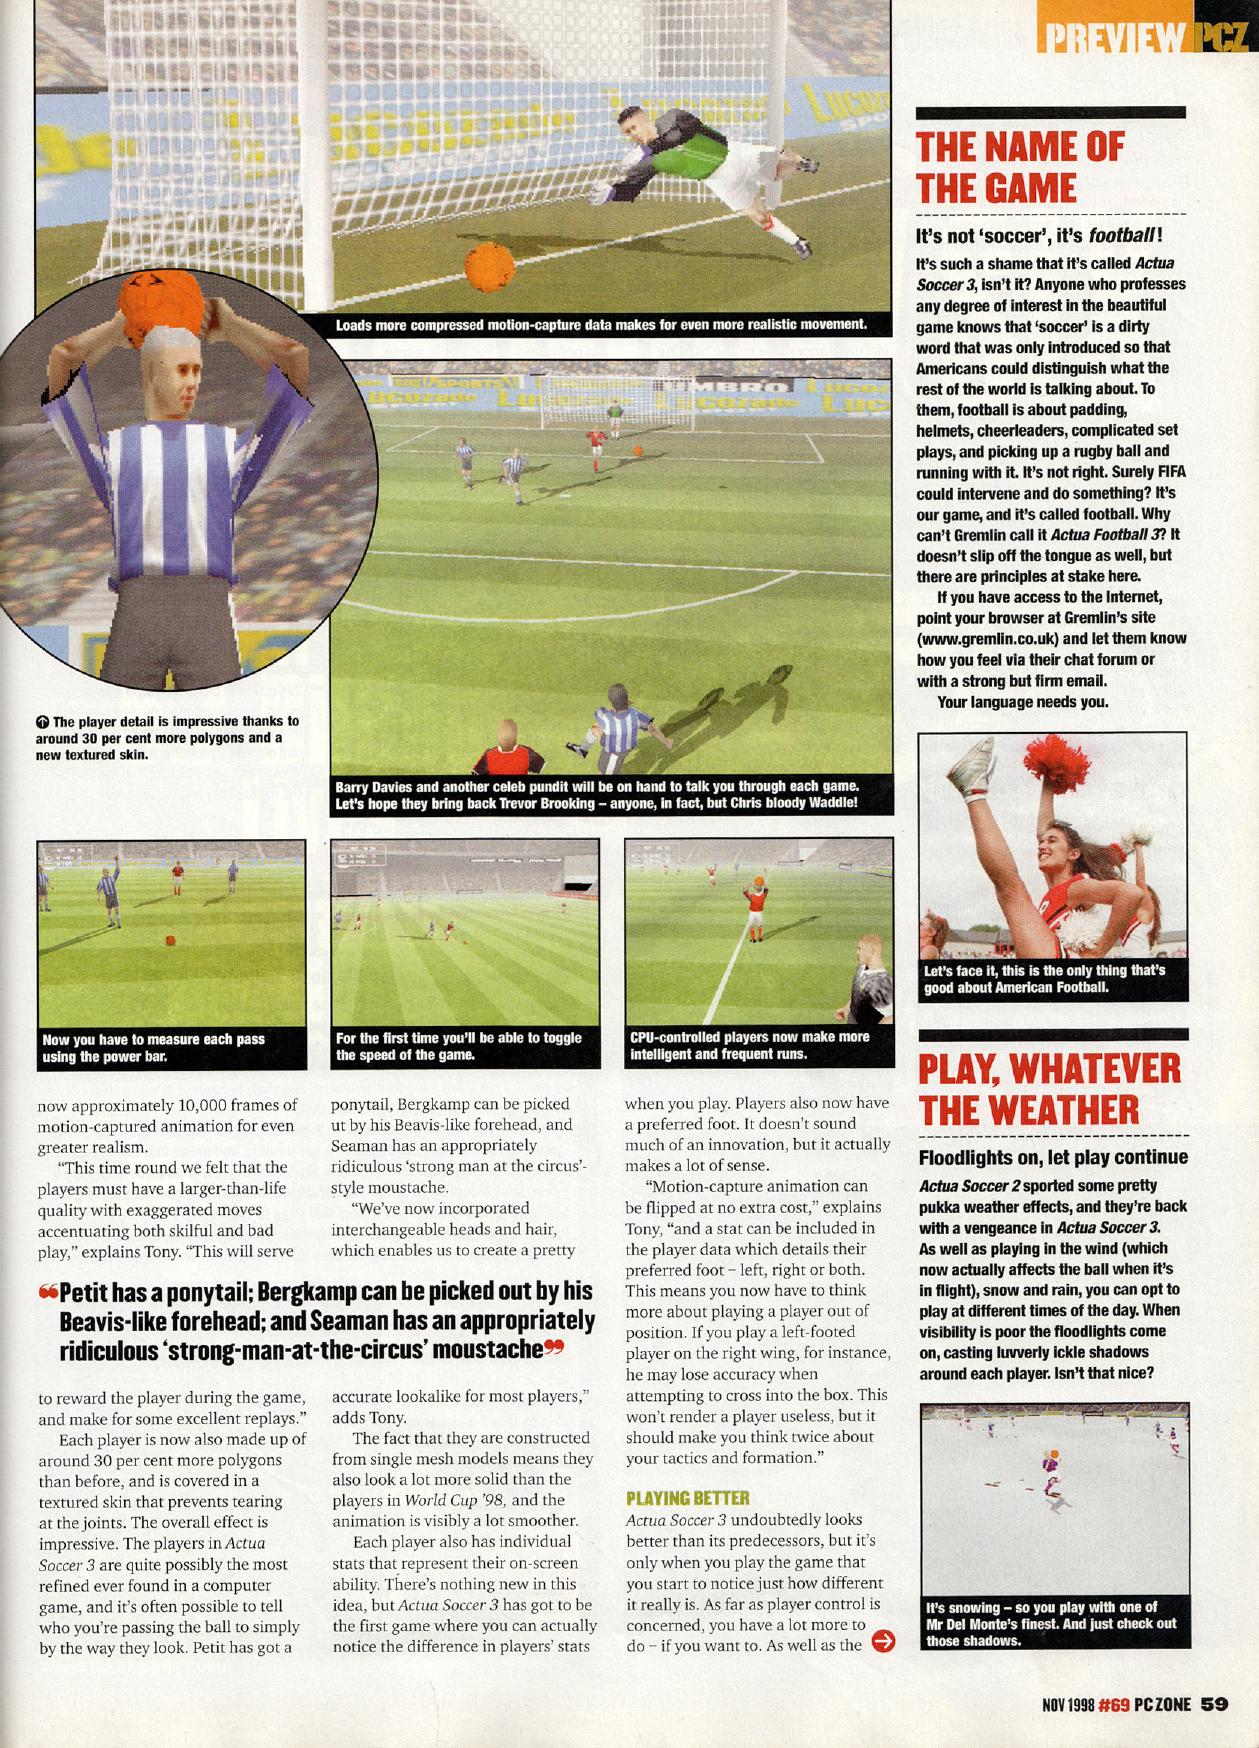 PREVIEW PCZ
Loads more compressed motion-capture data makes for even more realistic movement.
The player detail is impressive thanks to
around 30 per cent more polygons and a
new textured skin.
UMBRO
Lucozade
Barry Davies and another celeb pundit will be on hand to talk you through each game.
Let's hope they bring back Trevor Brooking – anyone, in fact, but Chris bloody Waddle!
Now you have to measure each pass
using the power bar.
For the first time you'll be able to toggle
the speed of the game.
CPU-controlled players now make more
intelligent and frequent runs.
now approximately 10,000 frames of
motion-captured animation for even
greater realism.
"This time round we felt that the
players must have a larger-than-life
quality with exaggerated moves
accentuating both skilful and bad
play," explains Tony. "This will serve
to reward the player during the game,
and make for some excellent replays."
Each player is now also made up of
around 30 per cent more polygons
than before, and is covered in a
textured skin that prevents tearing
at the joints. The overall effect is
impressive. The players in Actua
Soccer 3 are quite possibly the most
refined ever found in a computer
game, and it's often possible to tell
who you're passing the ball to simply
by the way they look. Petit has got a
ponytail, Bergkamp can be picked
ut by his Beavis-like forehead, and
Seaman has an appropriately
ridiculous 'strong man at the circus'-
style moustache.
"We've now incorporated
interchangeable heads and hair,
which enables us to create a pretty
accurate lookalike for most players,"
adds Tony.
The fact that they are constructed
from single mesh models means they
also look a lot more solid than the
players in World Cup '98, and the
animation is visibly a lot smoother.
Each player also has individual
stats that represent their on-screen
ability. There's nothing new in this
idea, but Actua Soccer 3 has got to be
the first game where you can actually
notice the difference in players' stats
"Petit has a ponytail; Bergkamp can be picked out by his
Beavis-like forehead; and Seaman has an appropriately
ridiculous 'strong-man-at-the-circus' moustache"
when you play. Players also now have
a preferred foot. It doesn't sound
much of an innovation, but it actually
makes a lot of sense.
"Motion-capture animation can
be flipped at no extra cost," explains
Tony, "and a stat can be included in
the player data which details their
preferred foot – left, right or both.
This means you now have to think
more about playing a player out of
position. If you play a left-footed
player on the right wing, for instance,
he may lose accuracy when
attempting to cross into the box. This
won't render a player useless, but it
should make you think twice about
your tactics and formation."
PLAYING BETTER
Actua Soccer 3 undoubtedly looks
better than its predecessors, but it's
only when you play the game that
you start to notice just how different
it really is. As far as player control is
concerned, you have a lot more to
do – if you want to. As well as the
THE NAME OF
THE GAME
It's not 'soccer', it's football!
It's such a shame that it's called Actua
Soccer 3, isn't it? Anyone who professes
any degree of interest in the beautiful
game knows that 'soccer' is a dirty
word that was only introduced so that
Americans could distinguish what the
rest of the world is talking about. To
them, football is about padding,
helmets, cheerleaders, complicated set
plays, and picking up a rugby ball and
running with it. It's not right. Surely FIFA
could intervene and do something? It's
our game, and it's called football. Why
can't Gremlin call it Actua Football 3? It
doesn't slip off the tongue as well, but
there are principles at stake here.
If you have access to the Internet,
point your browser at Gremlin's site
(www.gremlin.co.uk) and let them know
how you feel via their chat forum or
with a strong but firm email.
Your language needs you.
Let's face it, this is the only thing that's
good about American Football.
PLAY, WHATEVER
THE WEATHER
Floodlights on, let play continue
Actua Soccer 2 sported some pretty
pukka weather effects, and they're back
with a vengeance in Actua Soccer 3.
As well as playing in the wind (which
now actually affects the ball when it's
in flight), snow and rain, you can opt to
play at different times of the day. When
visibility is poor the floodlights come
on, casting luvverly ickle shadows
around each player. Isn't that nice?
It's snowing – so you play with one of
Mr Del Monte's finest. And just check out
those shadows.
NOV 1998 #69 PC ZONE 59